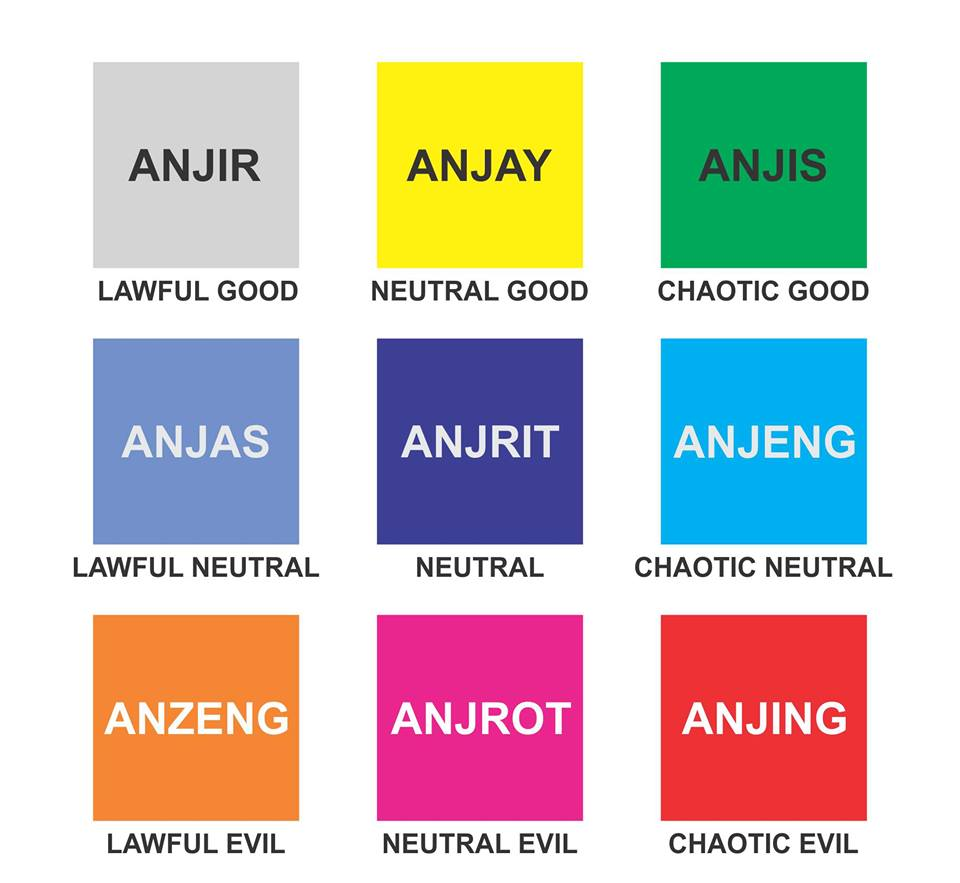 ANJIR
ANJAY
ANJIS
LAWFUL GOOD
NEUTRAL GOOD
CHAOTIC GOOD
ANJAS
ANJRIT
ANJENG
LAWFUL NEUTRAL
NEUTRAL
CHAOTIC NEUTRAL
ANZENG
ANJROT
ANJING
LAWFUL EVIL
NEUTRAL EVIL
CHAOTIC EVIL